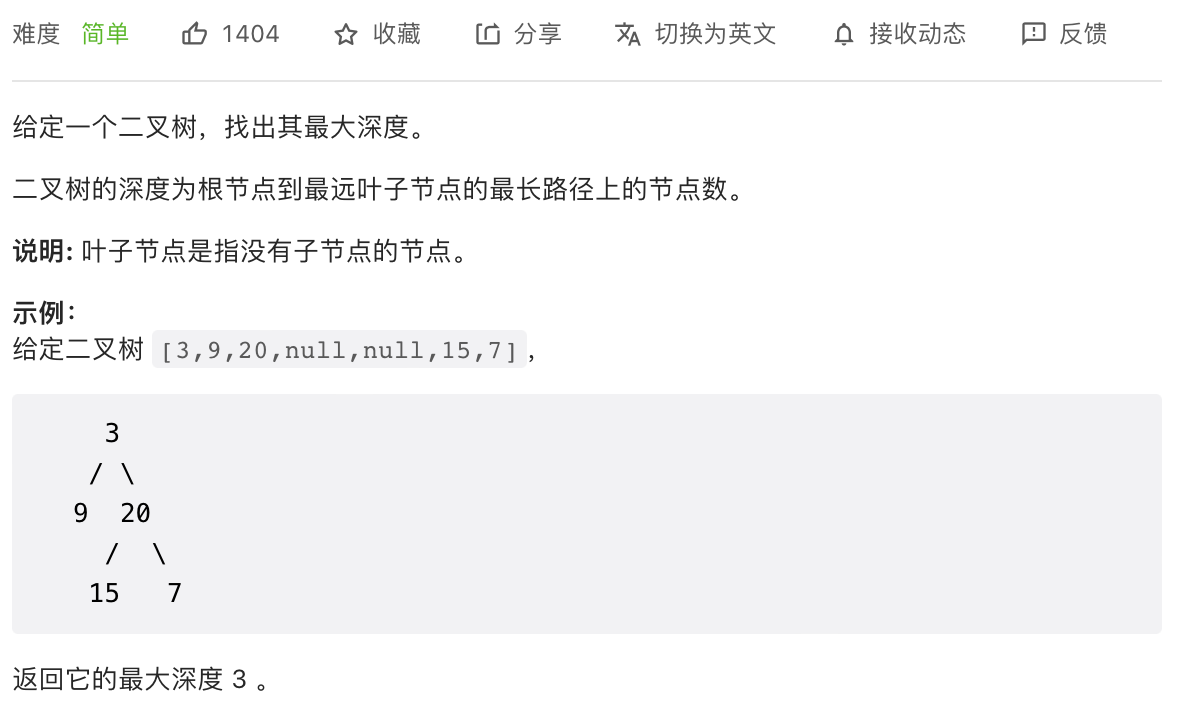 难度 简单 1404 收藏 分享 切换为英文 接收动态 反馈
给定一个二叉树，找出其最大深度。
二叉树的深度为根节点到最远叶子节点的最长路径上的节点数。
说明: 叶子节点是指没有子节点的节点。
示例：
给定二叉树 [3,9,20,null,null,15,7]，
3
/ \
9 20
/ \
15 7
返回它的最大深度 3 。